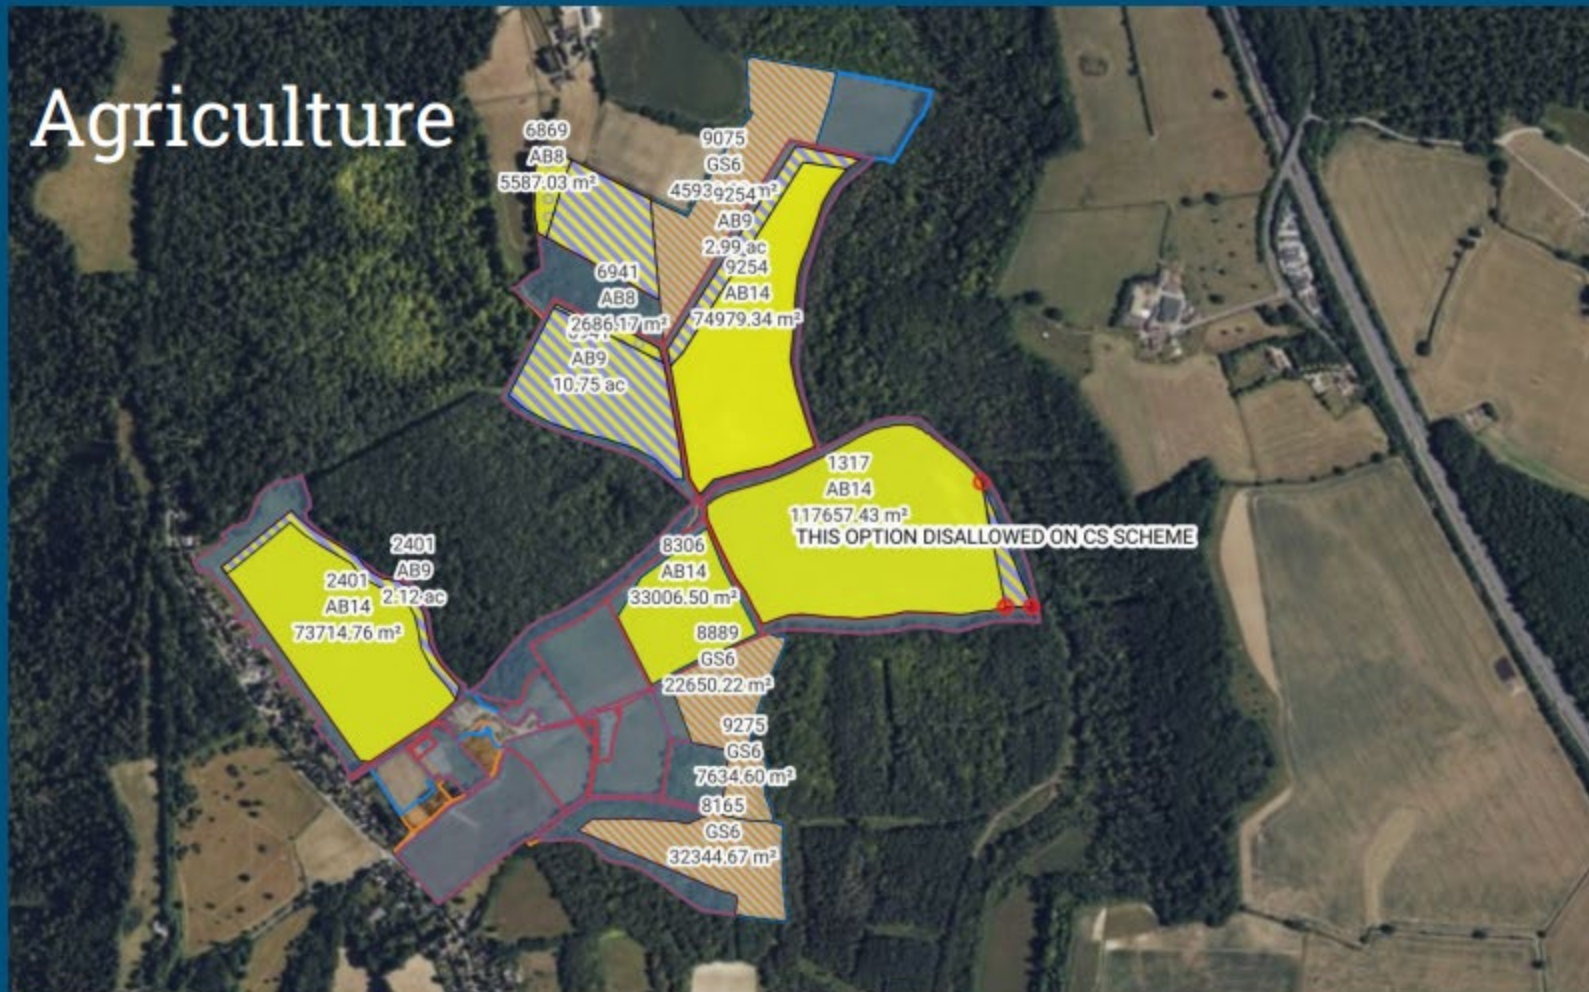 Agriculture
6869
AB8
5587.03 m²
9075
GS6
4593
m²
9254
AB9
2.99 ac
9254
AB14
74979.34 m²
6941
AB8
2686.17 m²
AB9
10.75 ac
1317
AB14
117657.43 m²
THIS OPTION DISALLOWED ON CS SCHEME
2401
AB9
2.12 ac
2401
AB14
73714.76 m²
8306
AB14
33006.50 m²
8889
GS6
22650.22 m²
9275
GS6
7634.60 m²
8165
GS6
32344.67 m²